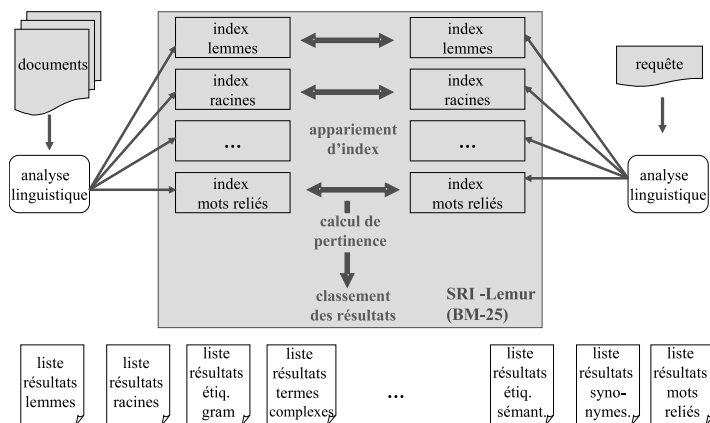 documents
analyse
linguistique
index
lemmes
index
racines
...
index
mots reliés
index
lemmes
index
racines
...
index
mots reliés
appariement
d'index
calcul de
pertinence
classement
des résultats
SRI -Lemur
(BM-25)
requête
analyse
linguistique
liste
résultats
lemmes
liste
résultats
racines
liste
résultats
étiq.
gram
liste
résultats
termes
complexes
...
liste
résultats
étiq.
sémant.
liste
résultats
syno-
nymes.
liste
résultats
mots
reliés